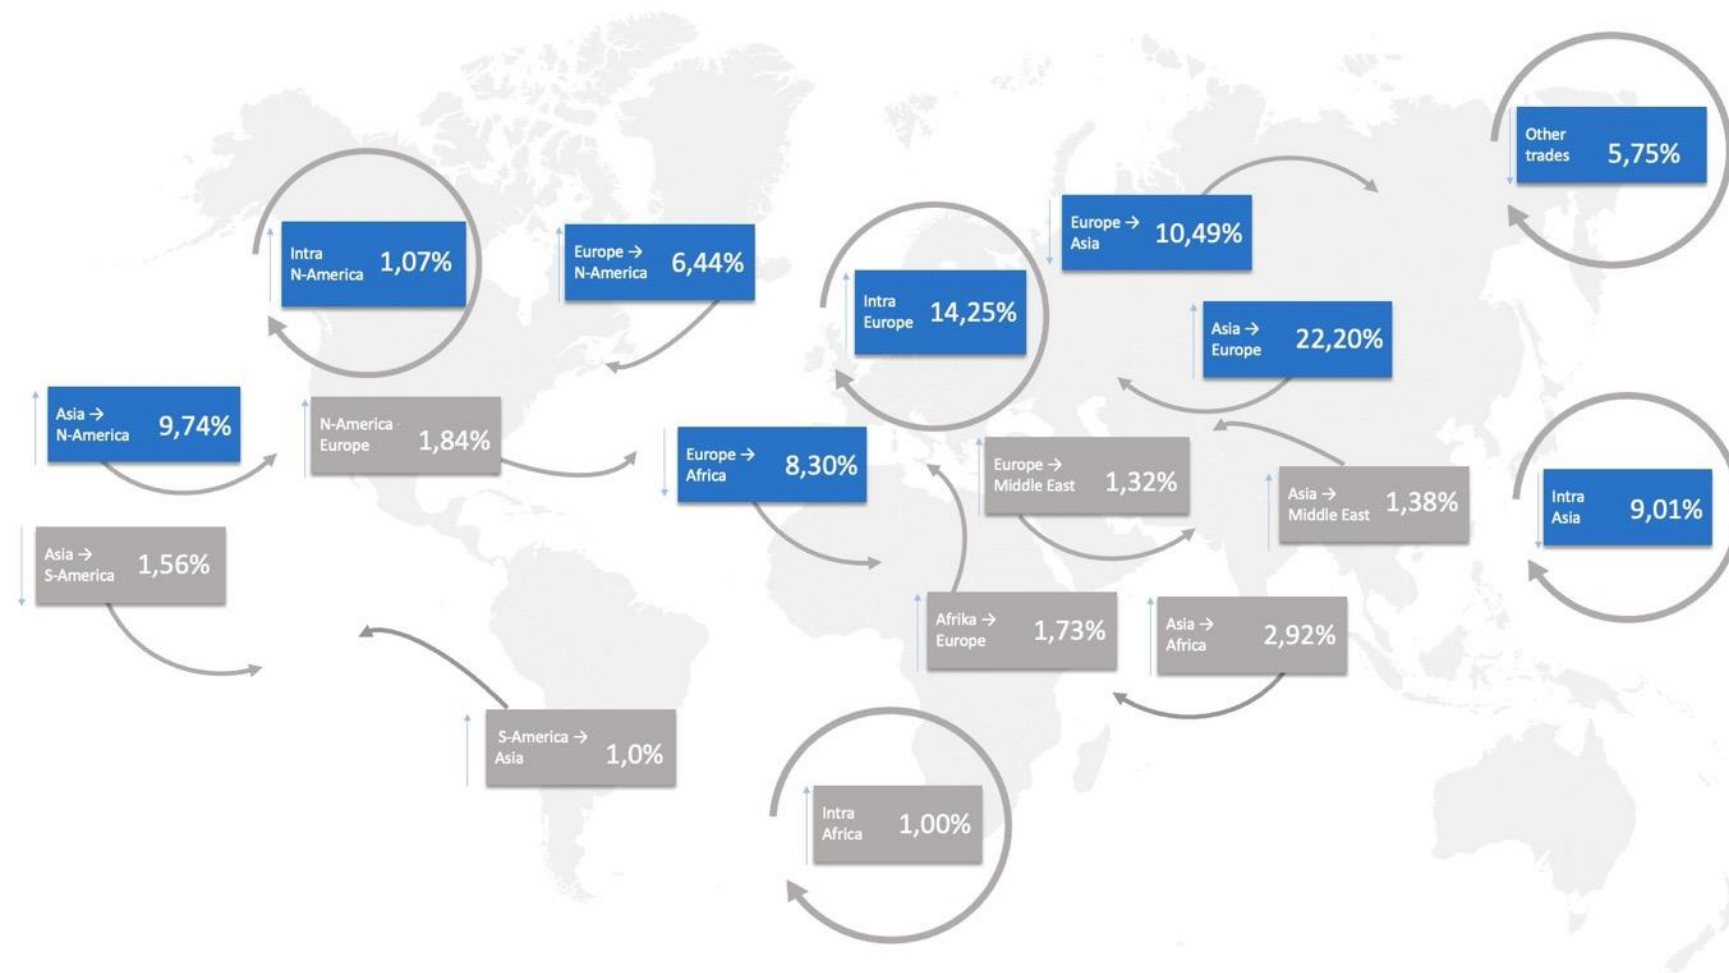 Other
trades
5,75%
Europe →
Asia
10,49%
Intra
N-America
1,07%
Europe →
N-America
6,44%
Intra
Europe
14,25%
Asia →
Europe
22,20%
Asia →
N-America
9,74%
N-America
Europe
1,84%
Europe →
Africa
8,30%
Europe →
Middle East
1,32%
Asia →
Middle East
1,38%
Intra
Asia
9,01%
Asia →
S-America
1,56%
Afrika →
Europe
1,73%
Asia →
Africa
2,92%
S-America →
Asia
1,0%
Intra
Africa
1,00%